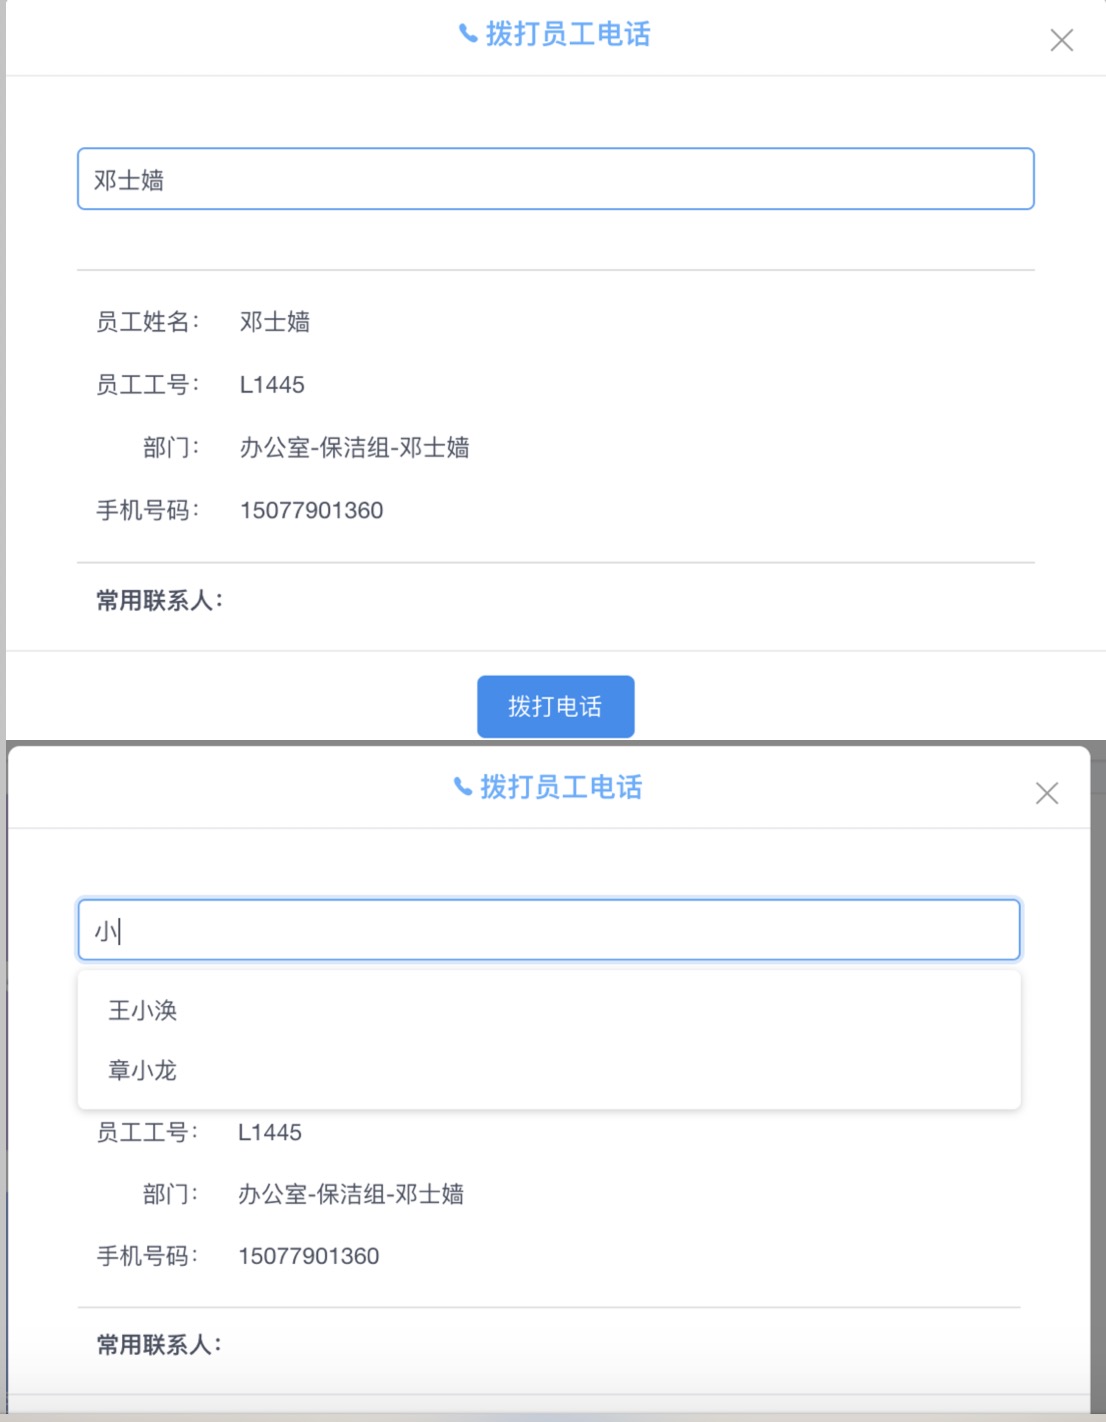 拨打员工电话
邓士嫱
员工姓名： 邓士嫱
员工工号： L1445
部门： 办公室-保洁组-邓士嫱
手机号码： 15077901360
常用联系人：
拨打电话
拨打员工电话
小
王小涣
章小龙
员工工号： L1445
部门： 办公室-保洁组-邓士嫱
手机号码： 15077901360
常用联系人：